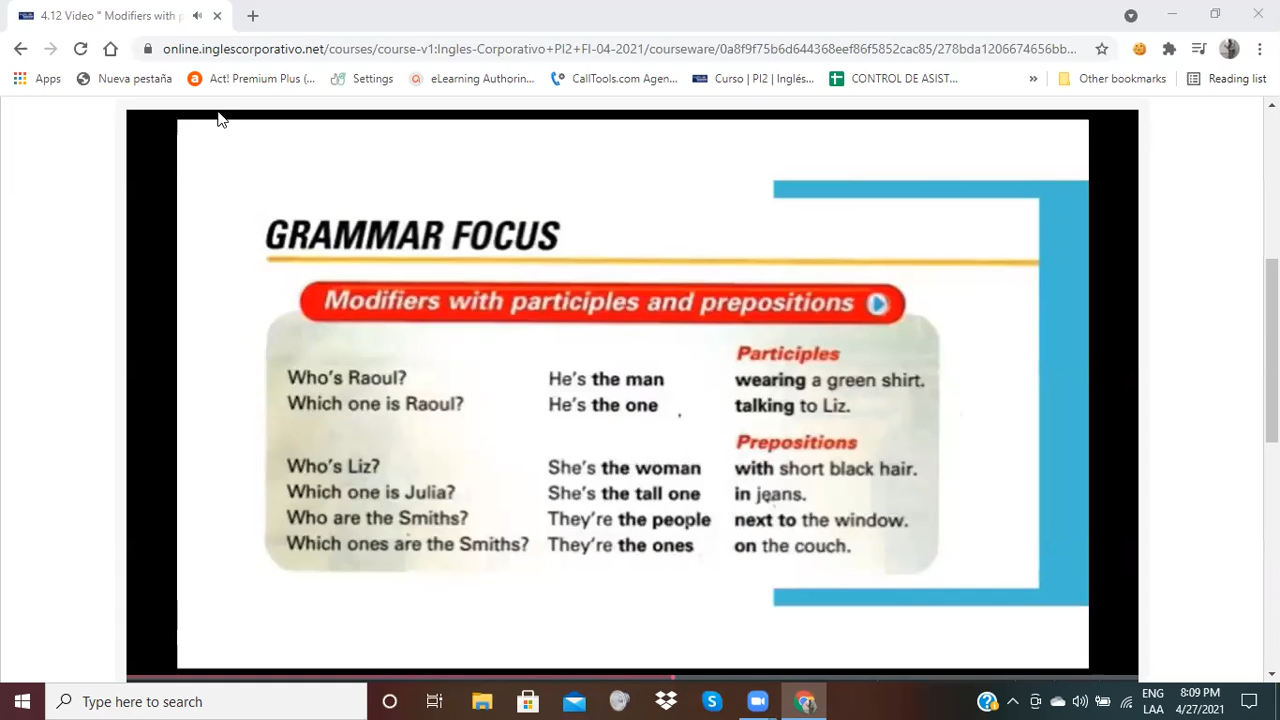 4.12 Video " Modifiers with p
online.inglescorporativo.net/courses/course-v1:Ingles-Corporativo+PI2+FI-04-2021/courseware/0a8f9f75b6d644368eef86f5852cac85/278bda1206674656bb...
Apps Nueva pestaña Act! Premium Plus (... Settings eLearning Authorin... CallTools.com Agen... Curso | PI2 | Inglés... CONTROL DE ASIST... » Other bookmarks Reading list
GRAMMAR FOCUS
Modifiers with participles and prepositions
Participles
Who's Raoul? He's the man wearing a green shirt.
Which one is Raoul? He's the one talking to Liz.
Prepositions
Who's Liz? She's the woman with short black hair.
Which one is Julia? She's the tall one in jeans.
Who are the Smiths? They're the people next to the window.
Which ones are the Smiths? They're the ones on the couch.
Type here to search
ENG 8:09 PM
LAA 4/27/2021